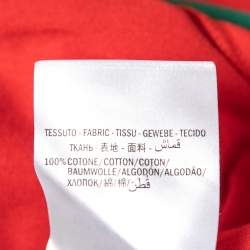 TESSUTO - FABRIC - TISSU - GEWEBE - TECIDO
ТКАНЬ - 表地 - 面料 - قماش
100% COTONE/COTTON/COTON/
BAUMWOLLE/ALGODÓN/ALGODÃO/
ХЛОПОК/綿/棉/قطن